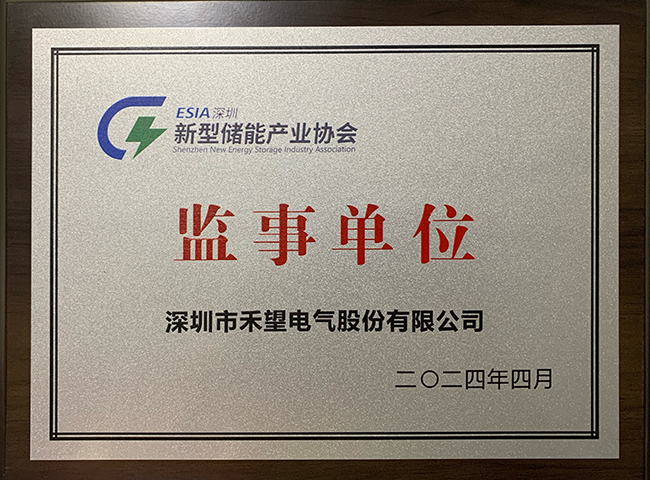 ESIA深圳
新型储能产业协会
Shenzhen New Energy Storage Industry Association
监事单位
深圳市禾望电气股份有限公司
二〇二四年四月